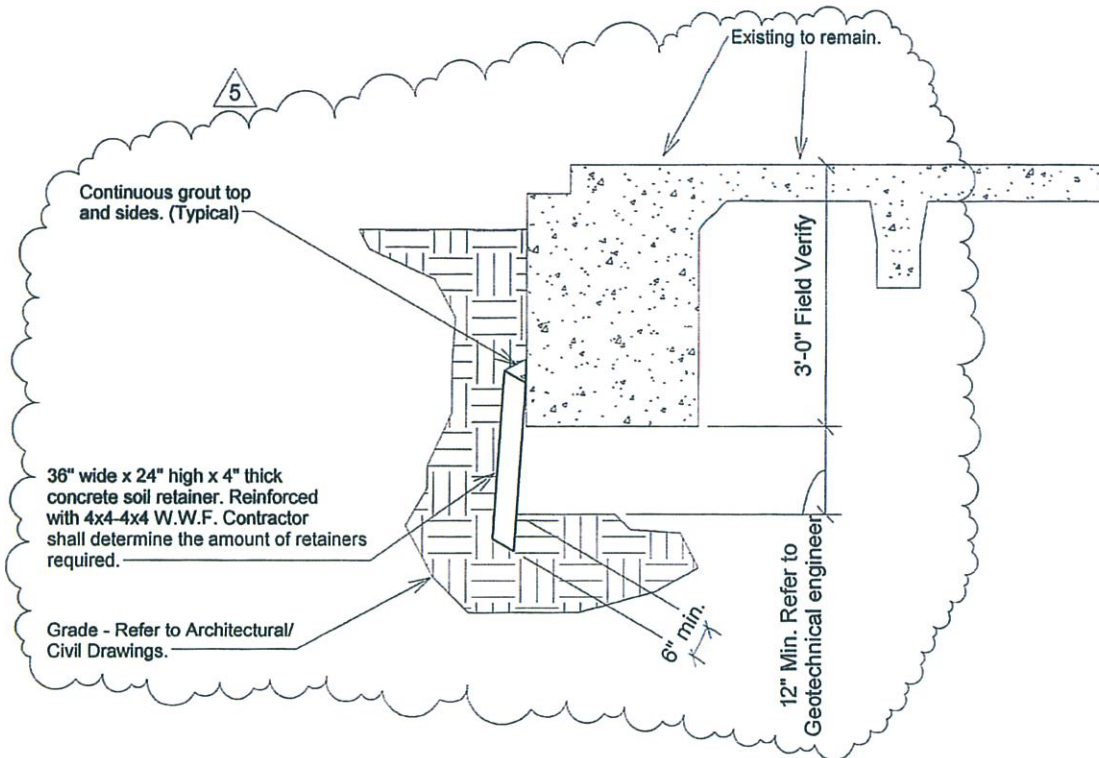 Existing to remain.
5
Continuous grout top
and sides. (Typical)
3'-0" Field Verify
36" wide x 24" high x 4" thick
concrete soil retainer. Reinforced
with 4x4-4x4 W.W.F. Contractor
shall determine the amount of retainers
required.
Grade - Refer to Architectural/
Civil Drawings.
6" min.
12" Min. Refer to
Geotechnical engineer